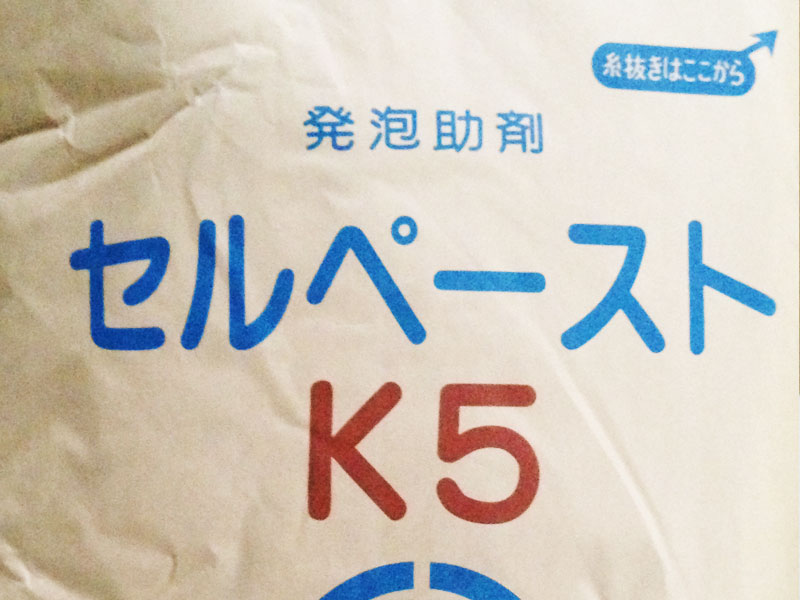 糸抜きはここから
発泡助剤
セルペースト
K5